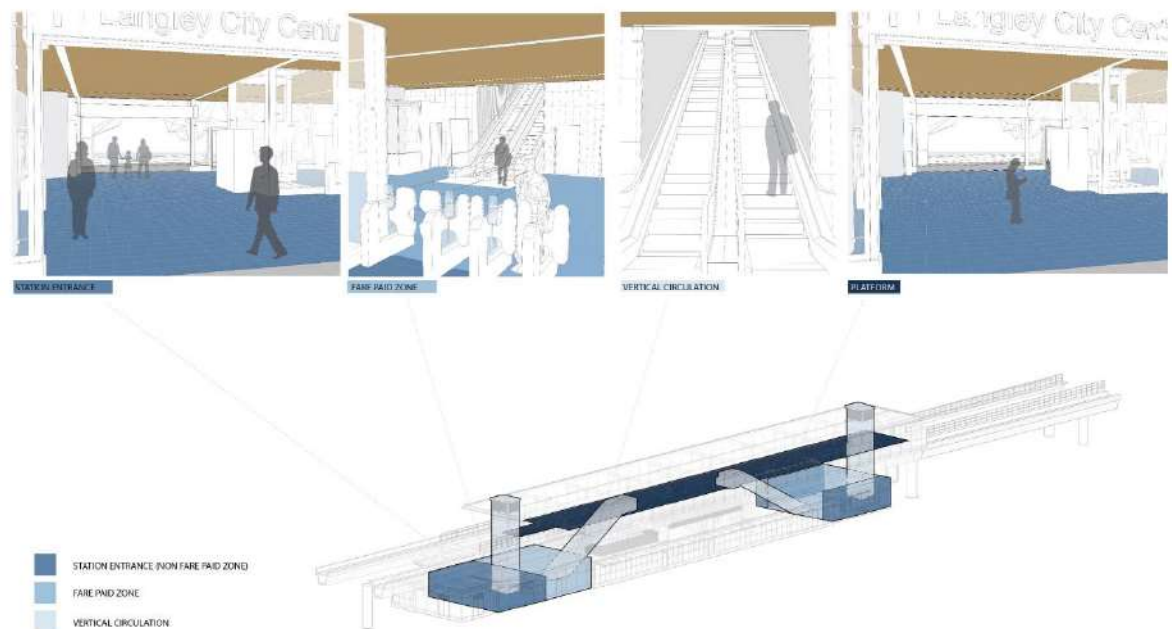 Langley City Centr
Langley City Cent
STATION ENTRANCE
FARE PAID ZONE
VERTICAL CIRCULATION
PLATFORM
STATION ENTRANCE (NON FARE PAID ZONE)
FARE PAID ZONE
VERTICAL CIRCULATION